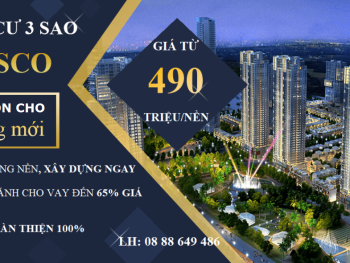 CƯ 3 SAO
SCO
ỌN CHO
g mới
NG NỀN, XÂY DỰNG NGAY
ÀNH CHO VAY ĐẾN 65% GIÁ
ÀN THIỆN 100%
GIÁ TỪ
490
TRIỆU/NỀN
LH: 08 88 649 486